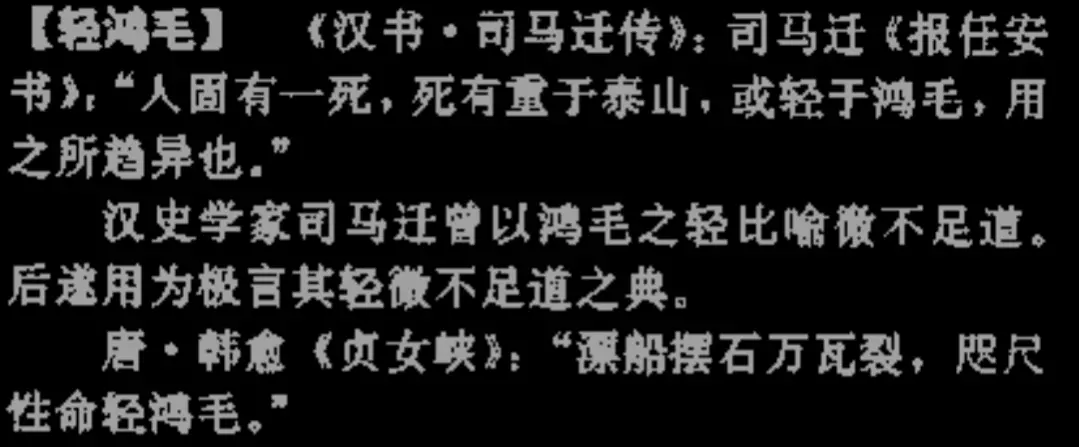 【轻鸿毛】 《汉书·司马迁传》：司马迁《报任安
书》：“人固有一死，死有重于泰山，或轻于鸿毛，用
之所趋异也。”
汉史学家司马迁曾以鸿毛之轻比喻微不足道。
后遂用为极言其轻微不足道之典。
唐·韩愈《贞女峡》：“漂船摆石万瓦裂，咫尺
性命轻鸿毛。”